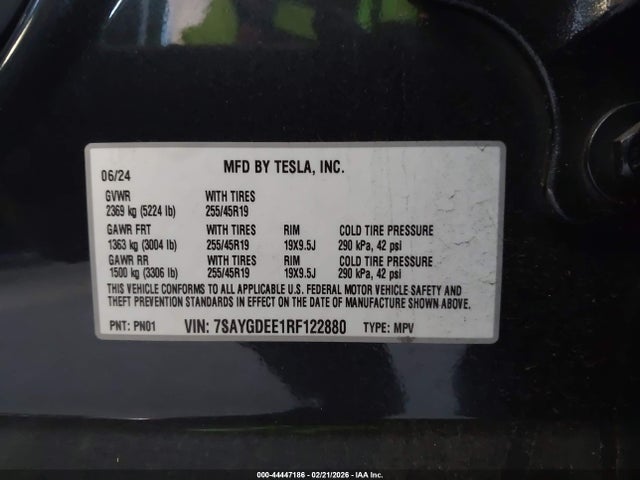 MFD BY TESLA, INC.
06/24
GVWR WITH TIRES
2369 kg (5224 lb) 255/45R19
GAWR FRT WITH TIRES RIM COLD TIRE PRESSURE
1363 kg (3004 lb) 255/45R19 19X9.5J 290 kPa, 42 psi
GAWR RR WITH TIRES RIM COLD TIRE PRESSURE
1500 kg (3306 lb) 255/45R19 19X9.5J 290 kPa, 42 psi
THIS VEHICLE CONFORMS TO ALL APPLICABLE U.S. FEDERAL MOTOR VEHICLE SAFETY AND
THEFT PREVENTION STANDARDS IN EFFECT ON THE DATE OF MANUFACTURE SHOWN ABOVE.
PNT: PN01 VIN: 7SAYGDEE1RF122880 TYPE: MPV
000-44447186 - 02/21/2026 - IAA Inc.